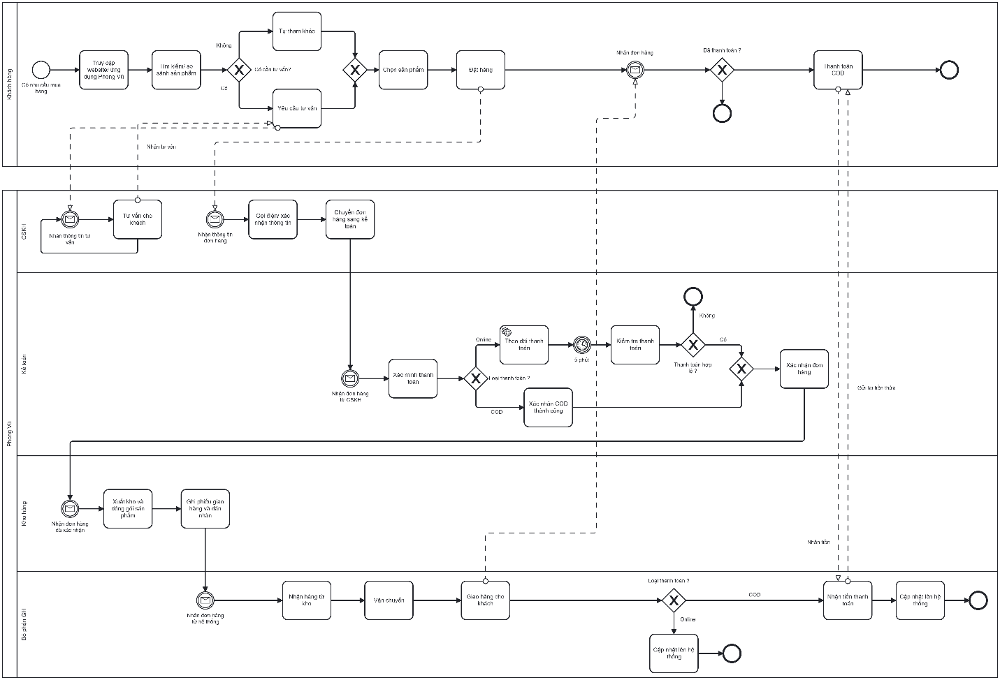 Khách hàng
Có nhu cầu mua
hàng
Truy cập
website/ ứng
dụng Phong Vũ
Tìm kiếm/ so
sánh sản phẩm
Không
Có cần tư vấn?
Có
Tự tham khảo
Yêu cầu tư vấn
Chọn sản phẩm
Đặt hàng
Nhận đơn hàng
Đã thanh toán ?
Thanh toán
COD
Nhận tư vấn
Phong Vũ
CSKH
Nhận thông tin tư
vấn
Tư vấn cho
khách
Nhận thông tin
đơn hàng
Gọi điện/ xác
nhận thông tin
Chuyển đơn
hàng sang kế
toán
Kế toán
Nhận đơn hàng
từ CSKH
Xác minh thanh
toán
Loại thanh toán ?
Online
COD
Theo dõi thanh
toán
5 phút
Kiểm tra thanh
toán
Thanh toán hợp
lệ ?
Không
Có
Xác nhận COD
thành công
Xác nhận đơn
hàng
Gửi lại tiền thừa
Kho hàng
Nhận đơn hàng
đã xác nhận
Xuất kho và
đóng gói sản
phẩm
Ghi phiếu giao
hàng và dán
nhãn
Nhận tiền
Bộ phận GH
Nhận đơn hàng
từ hệ thống
Nhận hàng từ
kho
Vận chuyển
Giao hàng cho
khách
Loại thanh toán ?
COD
Online
Cập nhật lên hệ
thống
Nhận tiền thanh
toán
Cập nhật lên hệ
thống